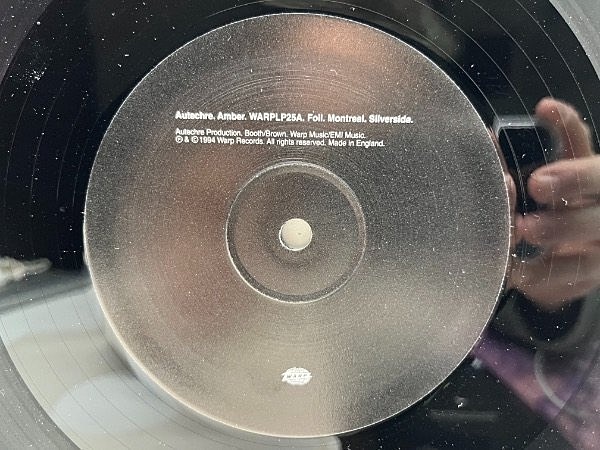 Autechre. Amber. WARPLP25A. Foil. Montreal. Silverside.
Autechre Production. Booth/Brown. Warp Music/EMI Music.
℗ & © 1994 Warp Records. All rights reserved. Made in England.
WARP